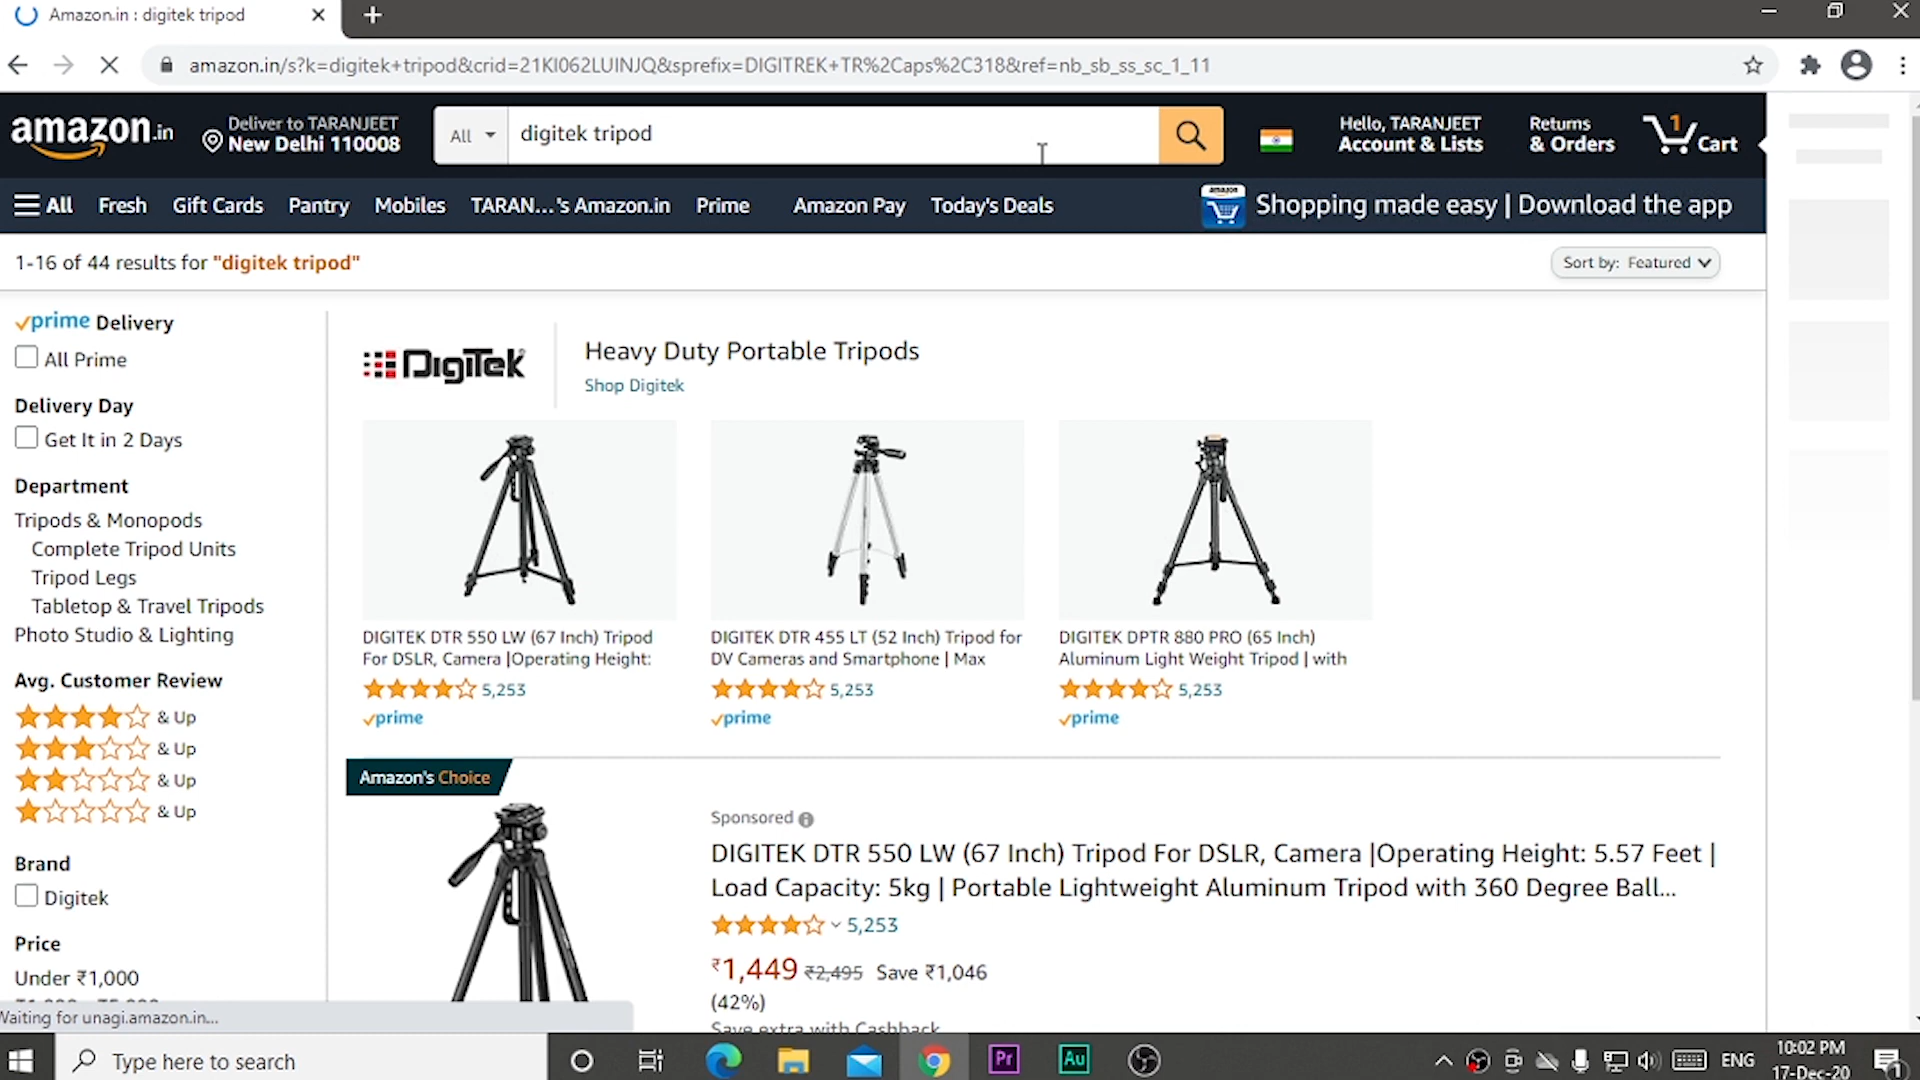 Amazon.in : digitek tripod
amazon.in/s?k=digitek+tripod&crid=21KI062LUINJQ&sprefix=DIGITREK+TR%2Caps%2C318&ref=nb_sb_ss_sc_1_11
amazon.in
Deliver to TARANJEET
New Delhi 110008
All
digitek tripod
Hello, TARANJEET
Account & Lists
Returns
& Orders
1
Cart
All
Fresh
Gift Cards
Pantry
Mobiles
TARAN...'s Amazon.in
Prime
Amazon Pay
Today's Deals
amazon
Shopping made easy | Download the app
1-16 of 44 results for "digitek tripod"
Sort by: Featured
prime Delivery
All Prime
Delivery Day
Get It in 2 Days
Department
Tripods & Monopods
Complete Tripod Units
Tripod Legs
Tabletop & Travel Tripods
Photo Studio & Lighting
Avg. Customer Review
& Up
& Up
& Up
& Up
Brand
Digitek
Price
Under ₹1,000
Waiting for unagi.amazon.in...
DIGITEK
Heavy Duty Portable Tripods
Shop Digitek
DIGITEK DTR 550 LW (67 Inch) Tripod
For DSLR, Camera |Operating Height:
5,253
prime
DIGITEK DTR 455 LT (52 Inch) Tripod for
DV Cameras and Smartphone | Max
5,253
prime
DIGITEK DPTR 880 PRO (65 Inch)
Aluminum Light Weight Tripod | with
5,253
prime
Amazon's Choice
Sponsored
DIGITEK DTR 550 LW (67 Inch) Tripod For DSLR, Camera |Operating Height: 5.57 Feet |
Load Capacity: 5kg | Portable Lightweight Aluminum Tripod with 360 Degree Ball...
5,253
₹1,449 ₹2,495 Save ₹1,046
(42%)
Save extra with Cashback
Type here to search
Pr
Au
ENG
10:02 PM
17-Dec-20
1